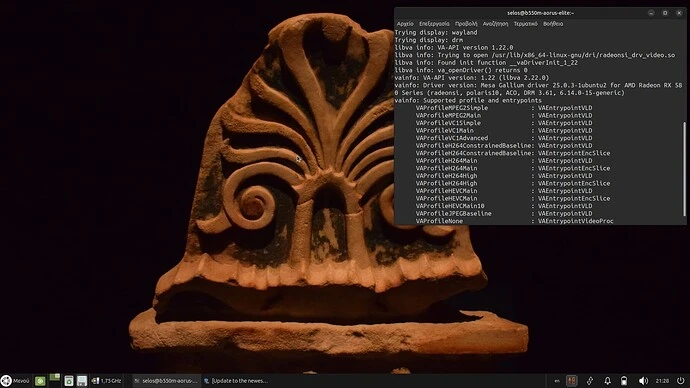 selos@b550m-aorus-elite:~
Αρχείο Επεξεργασία Προβολή Αναζήτηση Τερματικό Βοήθεια
Trying display: wayland
Trying display: drm
libva info: VA-API version 1.22.0
libva info: Trying to open /usr/lib/x86_64-linux-gnu/dri/radeonsi_drv_video.so
libva info: Found init function __vaDriverInit_1_22
libva info: va_openDriver() returns 0
vainfo: VA-API version: 1.22 (libva 2.22.0)
vainfo: Driver version: Mesa Gallium driver 25.0.3-1ubuntu2 for AMD Radeon RX 58
0 Series (radeonsi, polaris10, ACO, DRM 3.61, 6.14.0-15-generic)
vainfo: Supported profile and entrypoints
VAProfileMPEG2Simple : VAEntrypointVLD
VAProfileMPEG2Main : VAEntrypointVLD
VAProfileVC1Simple : VAEntrypointVLD
VAProfileVC1Main : VAEntrypointVLD
VAProfileVC1Advanced : VAEntrypointVLD
VAProfileH264ConstrainedBaseline: VAEntrypointVLD
VAProfileH264ConstrainedBaseline: VAEntrypointEncSlice
VAProfileH264Main : VAEntrypointVLD
VAProfileH264Main : VAEntrypointEncSlice
VAProfileH264High : VAEntrypointVLD
VAProfileH264High : VAEntrypointEncSlice
VAProfileHEVCMain : VAEntrypointVLD
VAProfileHEVCMain : VAEntrypointEncSlice
VAProfileHEVCMain10 : VAEntrypointVLD
VAProfileJPEGBaseline : VAEntrypointVLD
VAProfileNone : VAEntrypointVideoProc
Μενού 1,75 GHz selos@b550m-aorus-... [Update to the newes... en 21:28